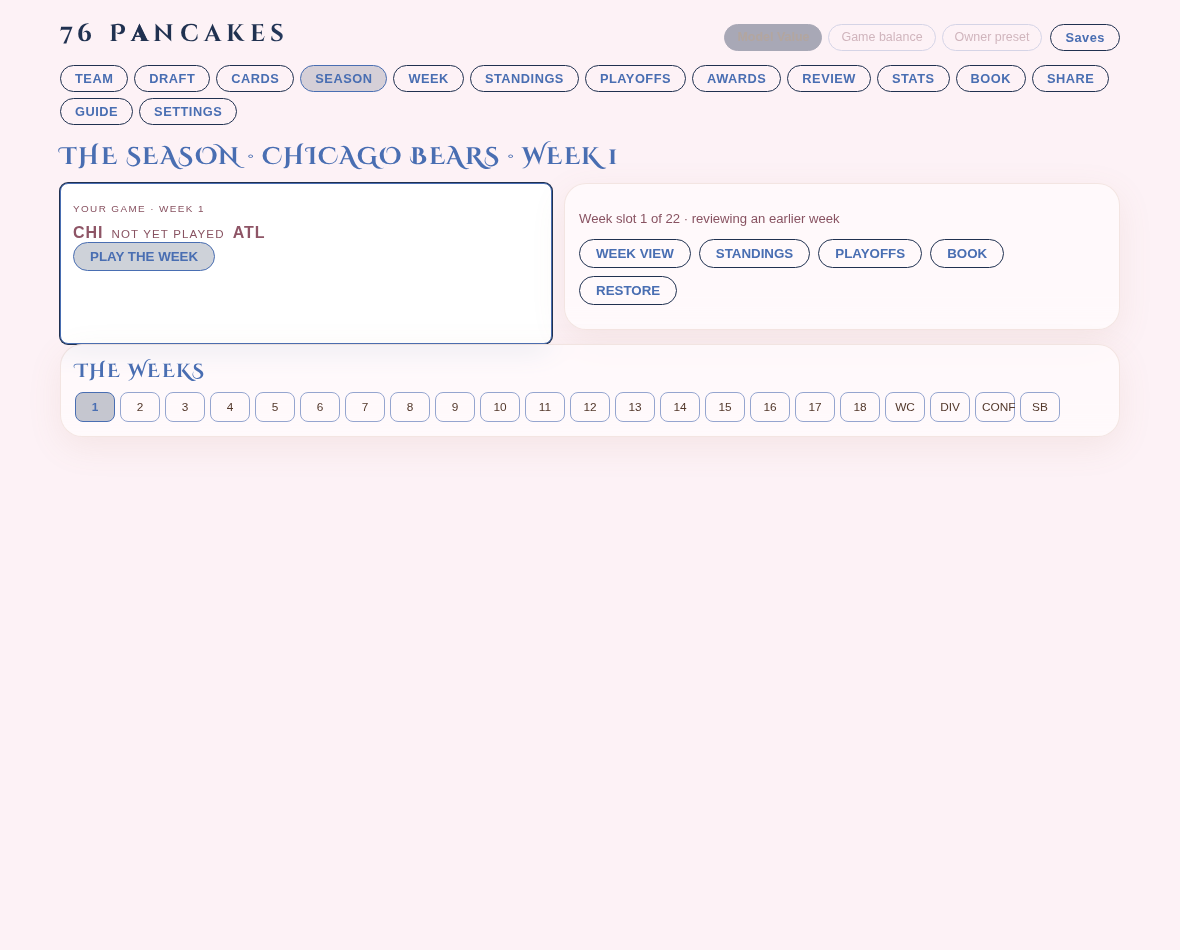 76 PANCAKES
Game balance Owner preset Saves
TEAM DRAFT CARDS SEASON WEEK STANDINGS PLAYOFFS AWARDS REVIEW STATS BOOK SHARE
GUIDE SETTINGS
THE SEASON · CHICAGO BEARS · WEEK 1
YOUR GAME · WEEK 1
CHI NOT YET PLAYED ATL
PLAY THE WEEK
Week slot 1 of 22 · reviewing an earlier week
WEEK VIEW STANDINGS PLAYOFFS BOOK
RESTORE
THE WEEKS
1 2 3 4 5 6 7 8 9 10 11 12 13 14 15 16 17 18 WC DIV CONF SB